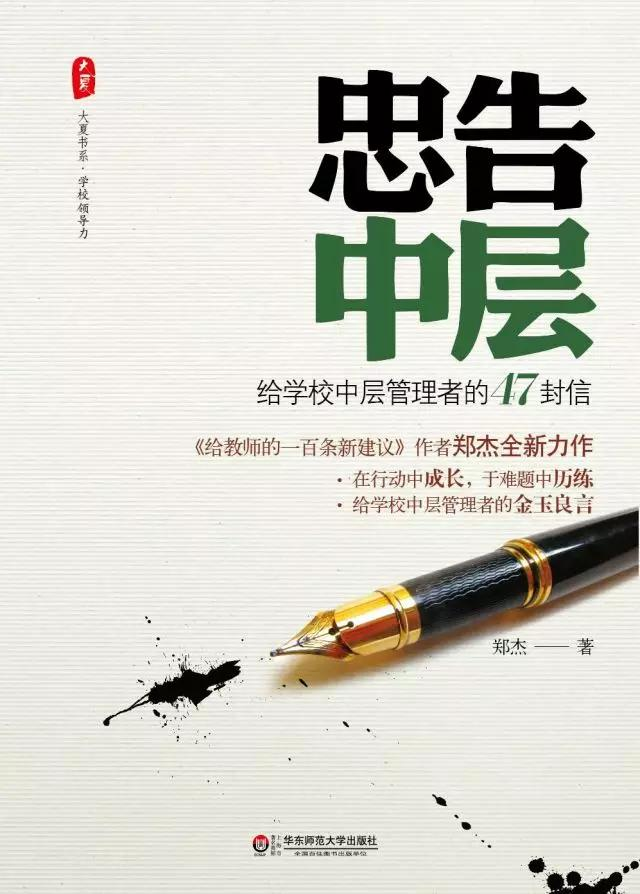 大夏
大夏书系·学校领导力
忠告
中层
给学校中层管理者的47封信
《给教师的一百条新建议》作者郑杰全新力作
·在行动中成长，于难题中历练
·给学校中层管理者的金玉良言
郑杰——著
华东师范大学出版社
全国百佳图书出版单位